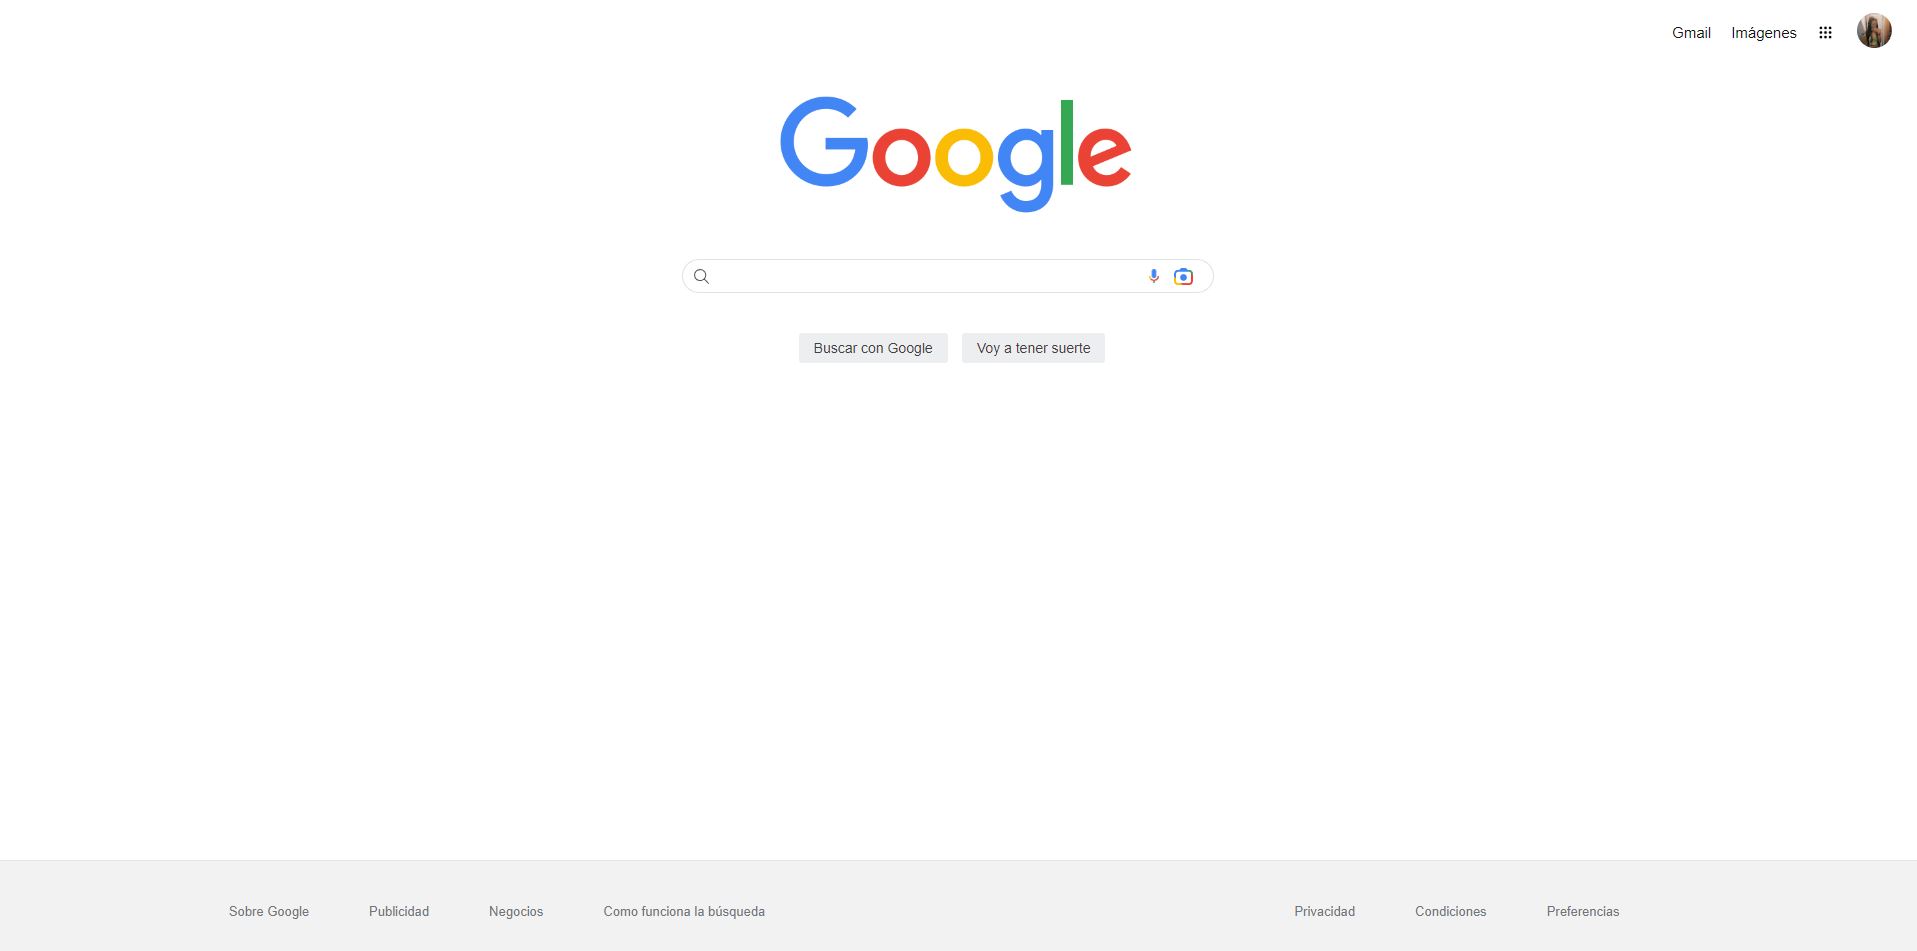 Gmail Imágenes
Google
Buscar con Google Voy a tener suerte
Sobre Google Publicidad Negocios Como funciona la búsqueda Privacidad Condiciones Preferencias